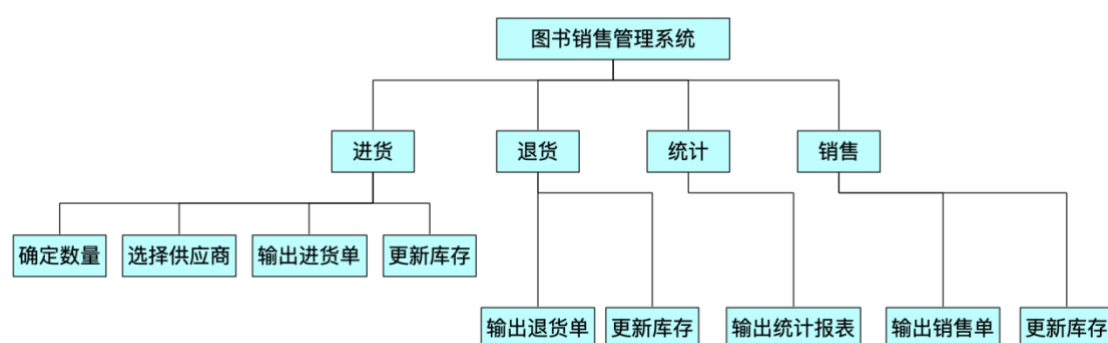 图书销售管理系统
进货
退货
统计
销售
确定数量
选择供应商
输出进货单
更新库存
输出退货单
更新库存
输出统计报表
输出销售单
更新库存